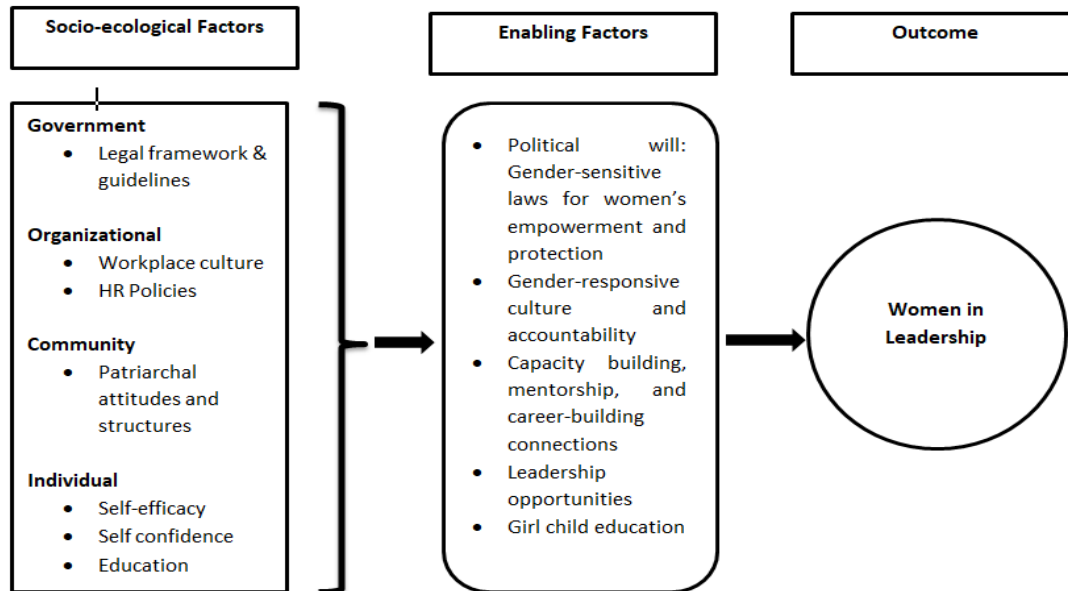 Socio-ecological Factors
Government
• Legal framework &
guidelines
Organizational
• Workplace culture
• HR Policies
Community
• Patriarchal
attitudes and
structures
Individual
• Self-efficacy
• Self confidence
• Education
Enabling Factors
• Political will:
Gender-sensitive
laws for women’s
empowerment and
protection
• Gender-responsive
culture and
accountability
• Capacity building,
mentorship, and
career-building
connections
• Leadership
opportunities
• Girl child education
Outcome
Women in
Leadership